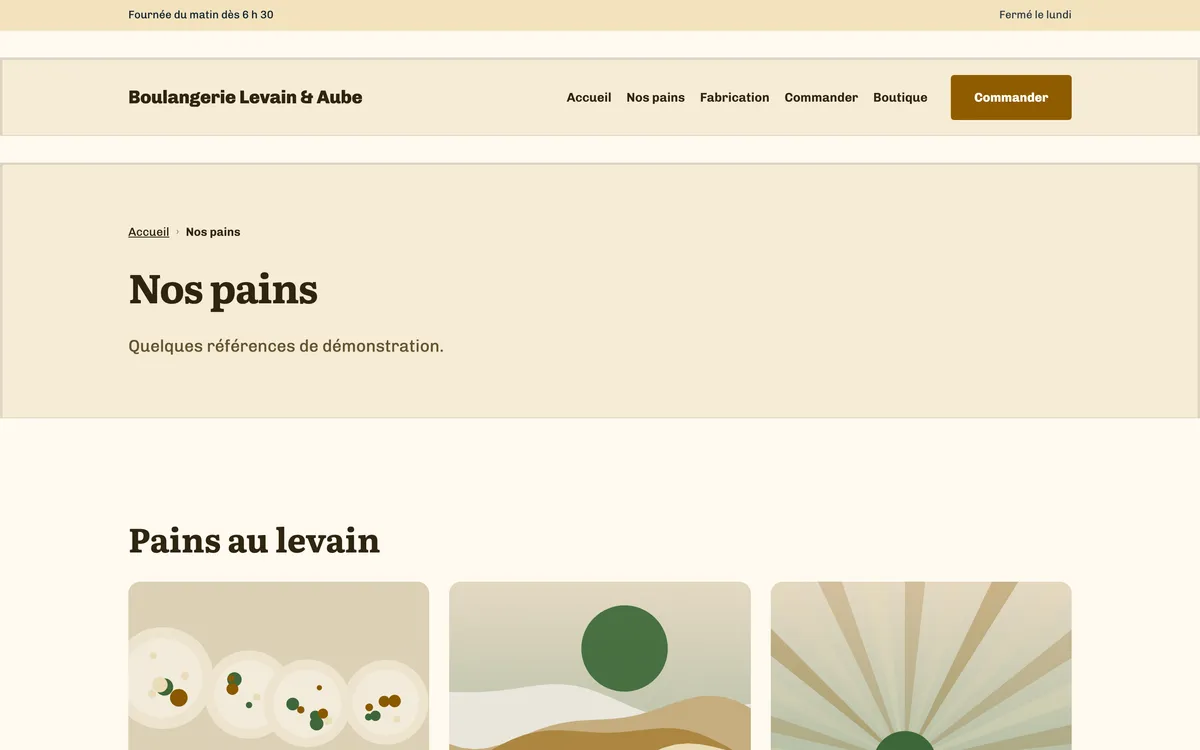 Fournée du matin dès 6 h 30
Fermé le lundi
Boulangerie Levain & Aube
Accueil
Nos pains
Fabrication
Commander
Boutique
Commander
Accueil › Nos pains
Nos pains
Quelques références de démonstration.
Pains au levain